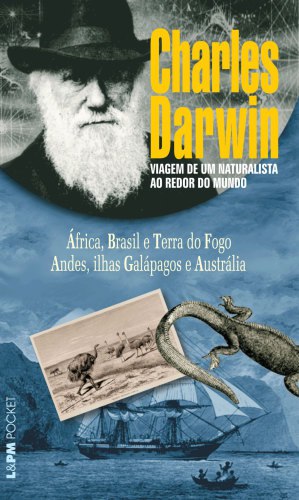 Charles
Darwin
VIAGEM DE UM NATURALISTA
AO REDOR DO MUNDO
África, Brasil e Terra do Fogo
Andes, ilhas Galápagos e Austrália
L&PM POCKET